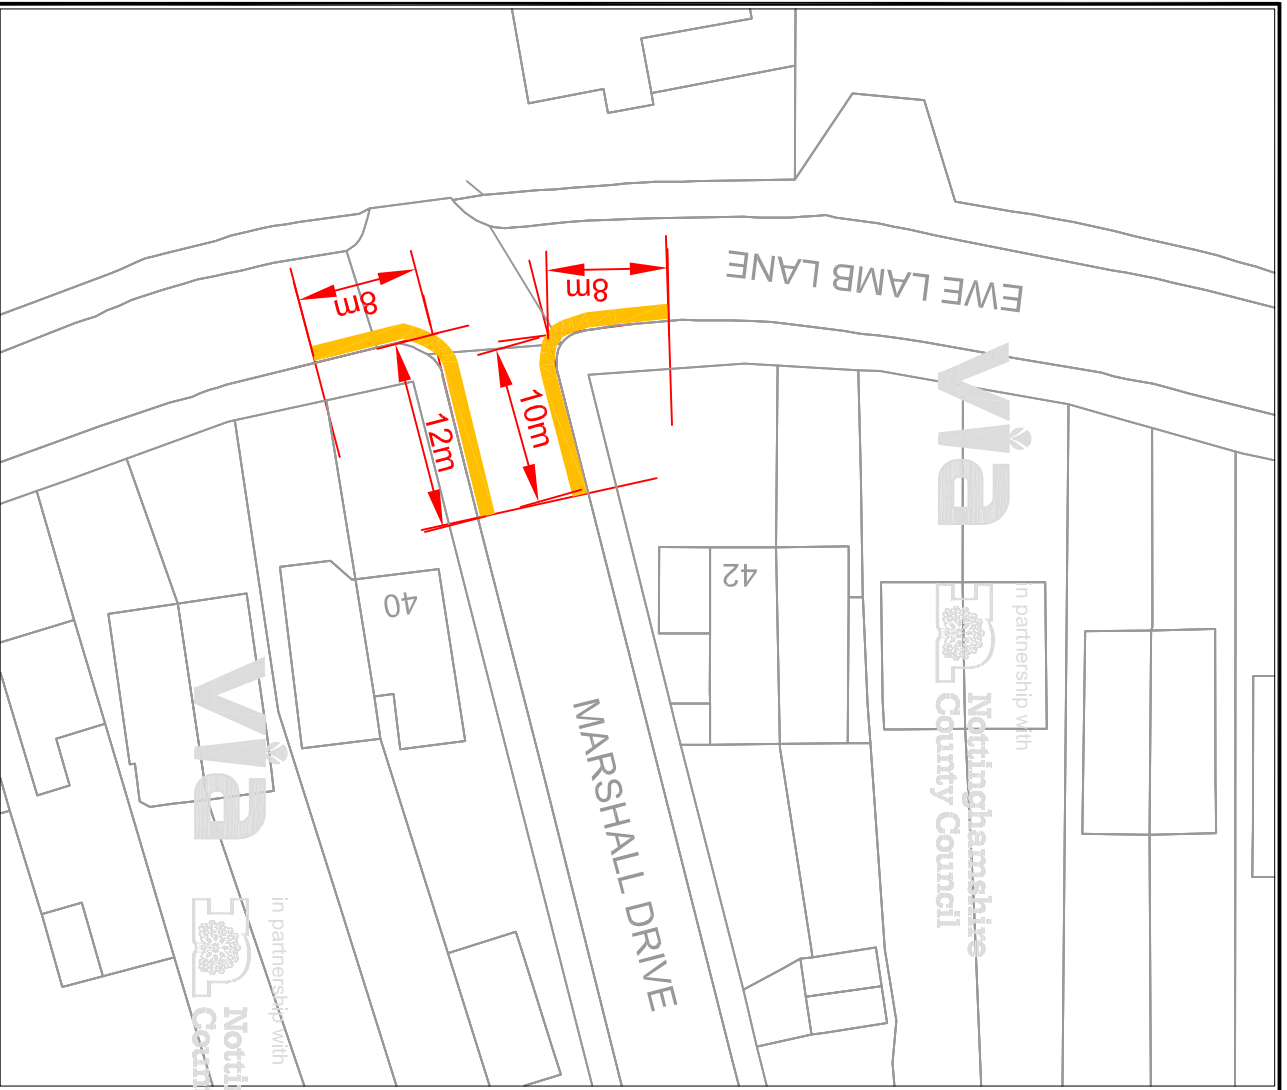 EWE LAMB LANE
8m
8m
12m
10m
40
42
MARSHALL DRIVE
via
in partnership with
Nottinghamshire
County Council
via
in partnership with
Notti
Coun